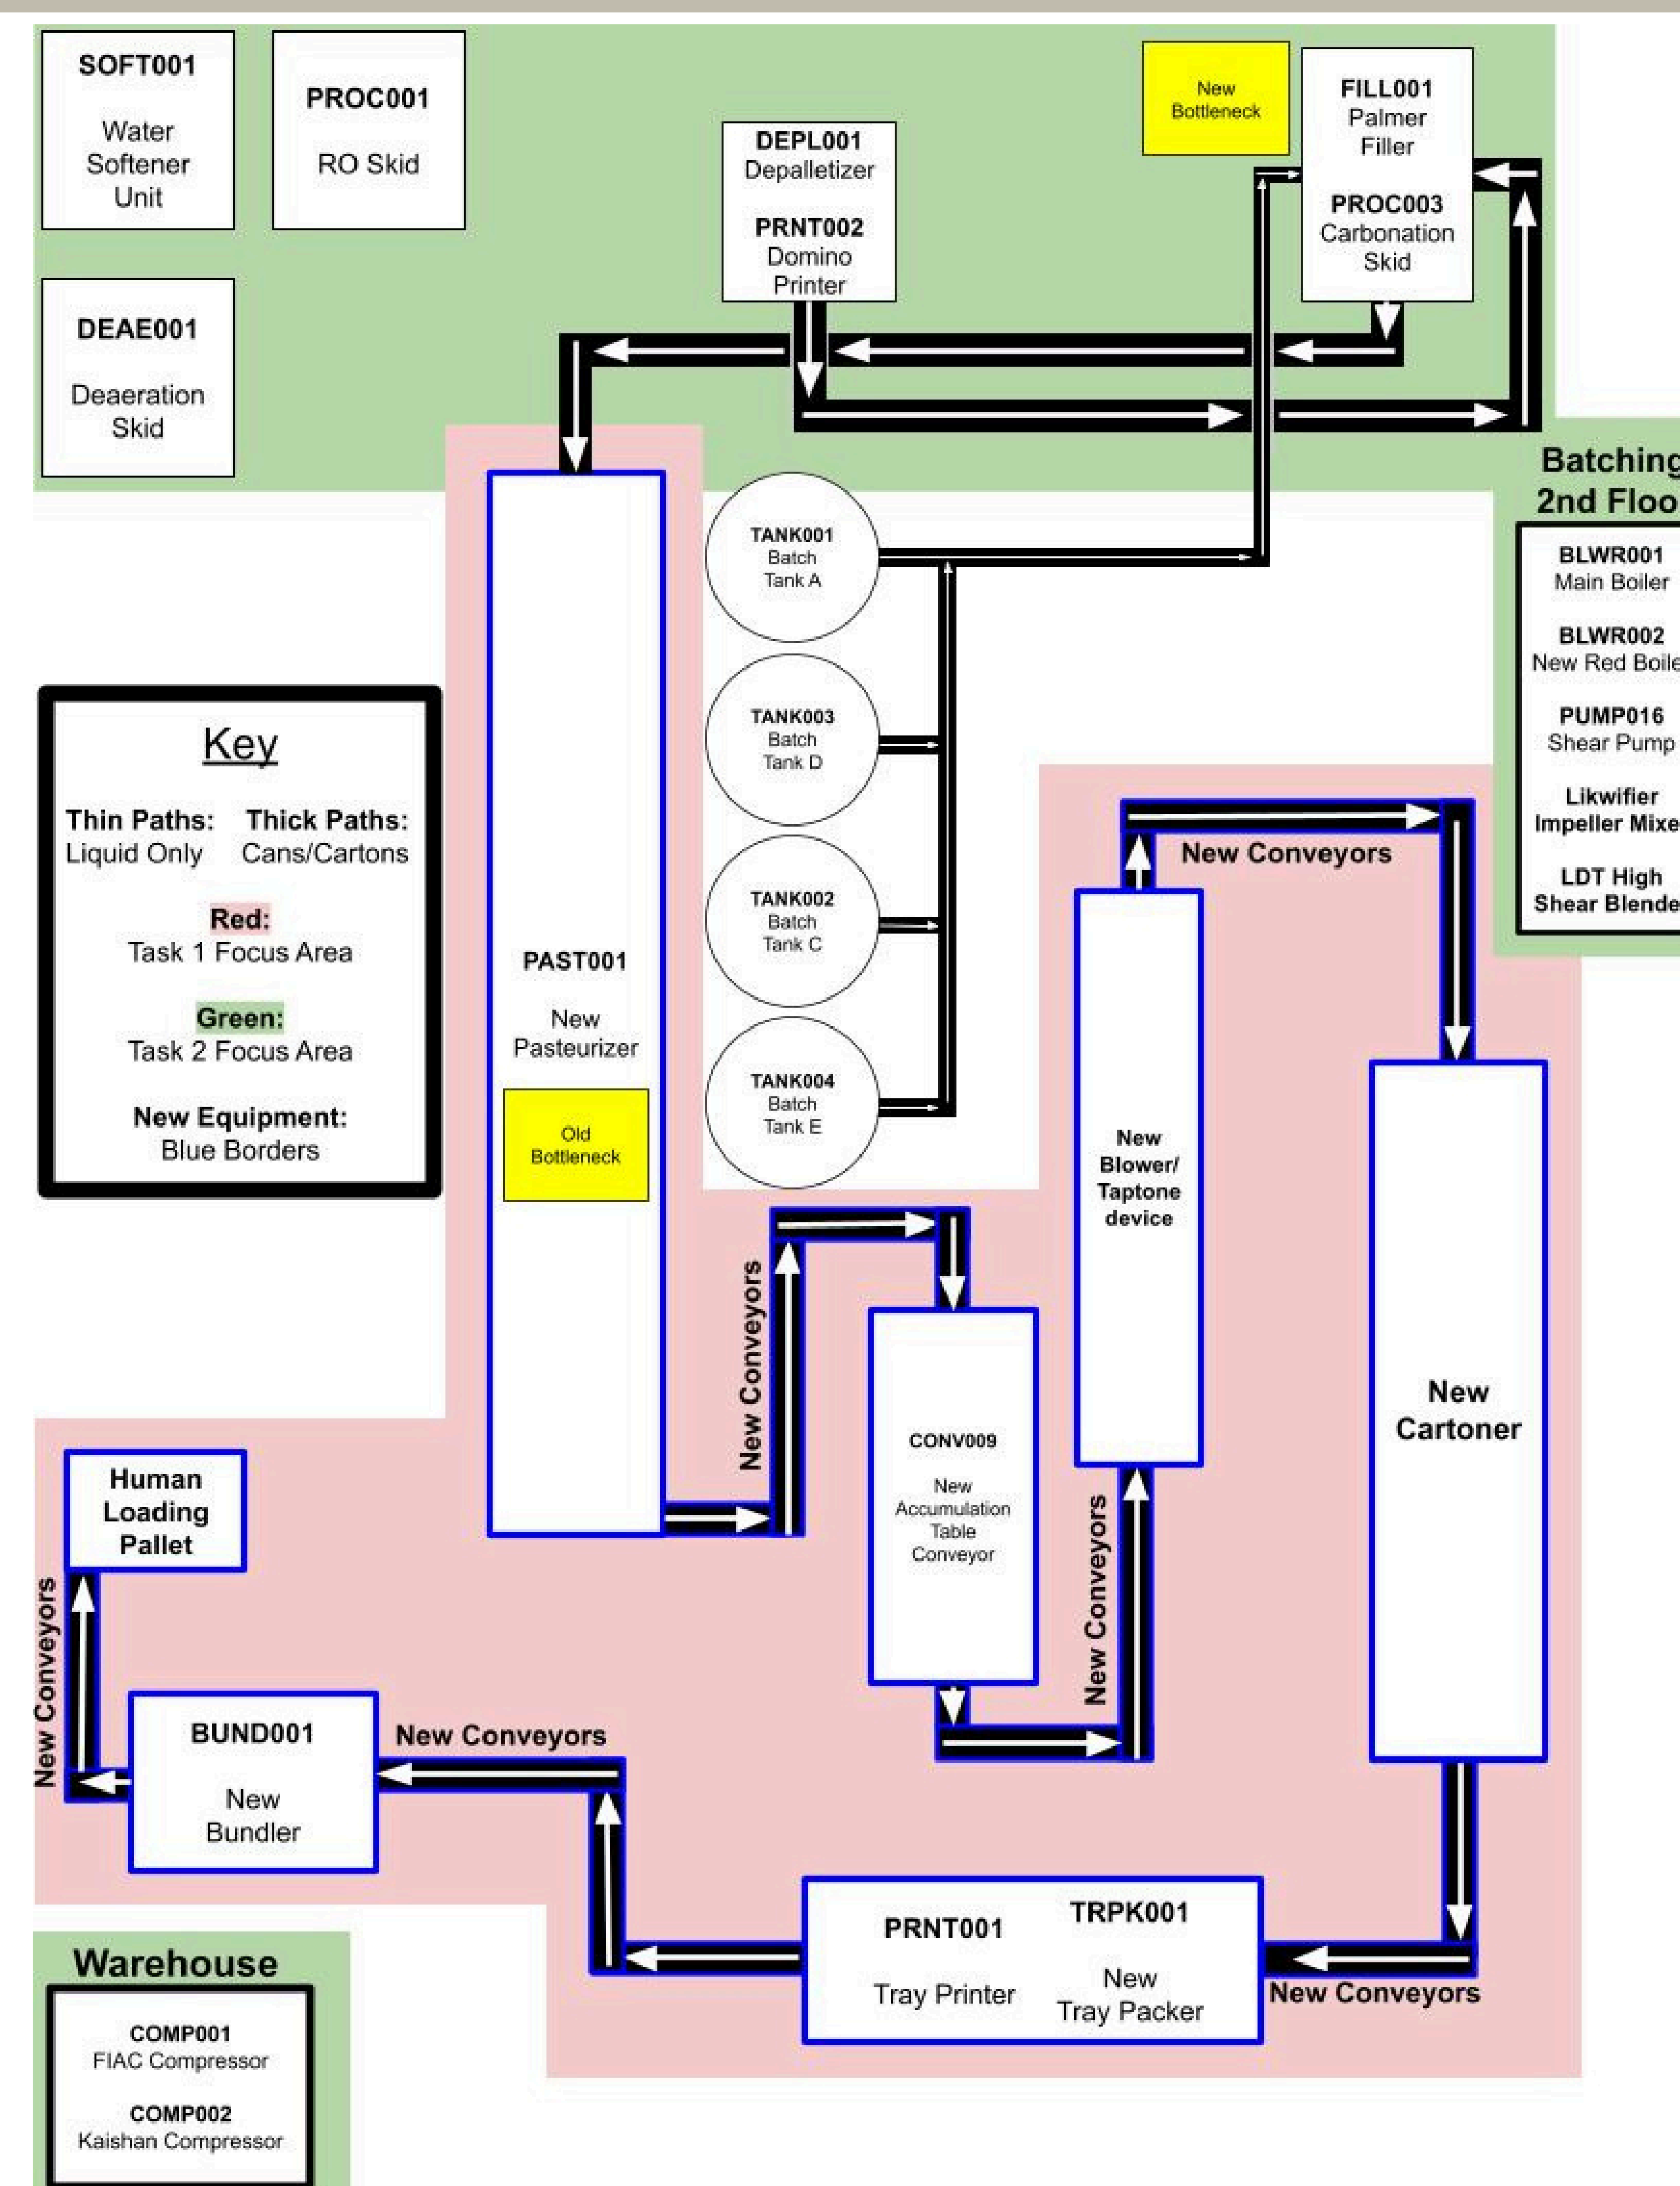 SOFT001
Water
Softener
Unit
PROC001
RO Skid
DEAE001
Deaeration
Skid
DEPL001
Depalletizer
PRNT002
Domino
Printer
New
Bottleneck
FILL001
Palmer
Filler
PROC003
Carbonation
Skid
Batching
2nd Floo
BLWR001
Main Boiler
BLWR002
New Red Boile
PUMP016
Shear Pump
Likwifier
Impeller Mixe
LDT High
Shear Blende
TANK001
Batch
Tank A
TANK003
Batch
Tank D
TANK002
Batch
Tank C
TANK004
Batch
Tank E
Key
Thin Paths: Thick Paths:
Liquid Only Cans/Cartons
Red:
Task 1 Focus Area
Green:
Task 2 Focus Area
New Equipment:
Blue Borders
PAST001
New
Pasteurizer
Old
Bottleneck
New Conveyors
CONV009
New
Accumulation
Table
Conveyor
New Conveyors
New
Blower/
Taptone
device
New Conveyors
New
Cartoner
New Conveyors
PRNT001
Tray Printer
TRPK001
New
Tray Packer
New Conveyors
BUND001
New
Bundler
New Conveyors
Human
Loading
Pallet
Warehouse
COMP001
FIAC Compressor
COMP002
Kaishan Compressor